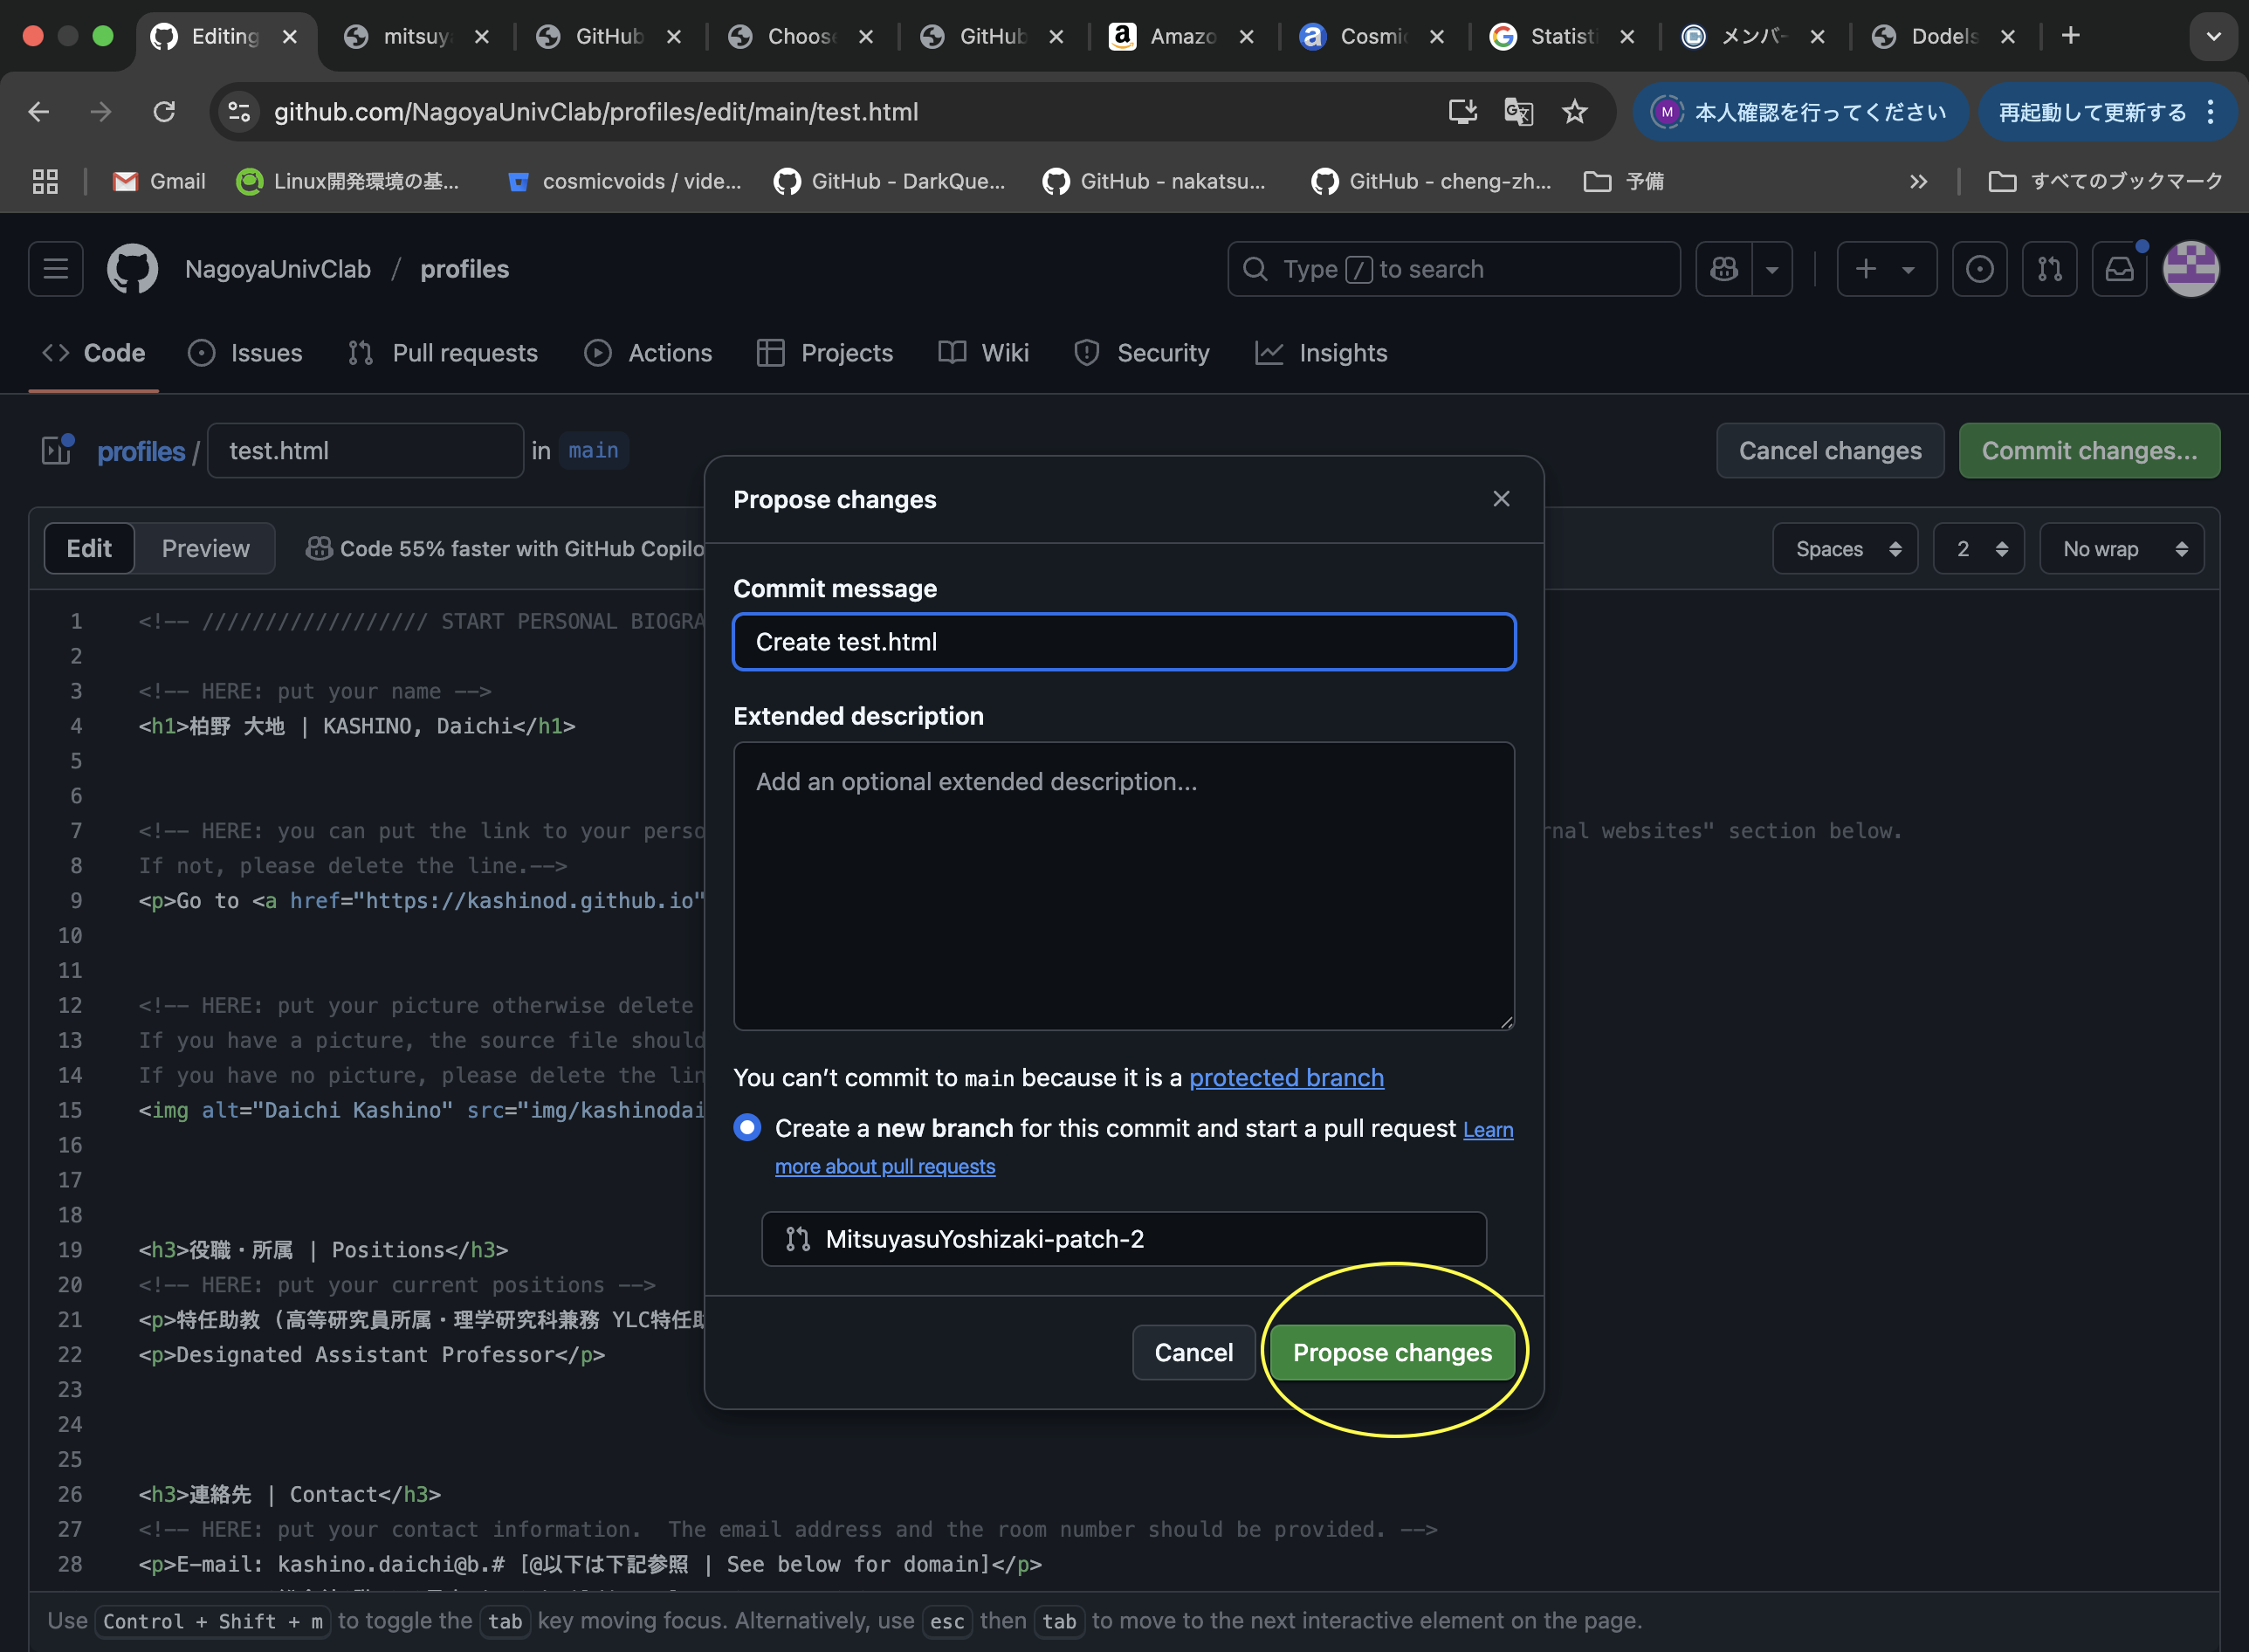 Editing
mitsuy
GitHub
Choose
GitHub
Amazo
Cosmi
Statisti
メンバー
Dodels
github.com/NagoyaUnivClab/profiles/edit/main/test.html
M 本人確認を行ってください
再起動して更新する
Gmail
Linux開発環境の基...
cosmicvoids / vide...
GitHub - DarkQue...
GitHub - nakatsu...
GitHub - cheng-zh...
予備
»
すべてのブックマーク
NagoyaUnivClab / profiles
Type / to search
Code
Issues
Pull requests
Actions
Projects
Wiki
Security
Insights
profiles / test.html in main
Cancel changes
Commit changes...
Edit
Preview
Code 55% faster with GitHub Copilo
Spaces
2
No wrap
1 <!-- ////////////////// START PERSONAL BIOGRA
2
3 <!-- HERE: put your name -->
4 <h1>柏野 大地 | KASHINO, Daichi</h1>
5
6
7 <!-- HERE: you can put the link to your perso rnal websites" section below.
8 If not, please delete the line.-->
9 <p>Go to <a href="https://kashinod.github.io"
10
11
12 <!-- HERE: put your picture otherwise delete
13 If you have a picture, the source file should
14 If you have no picture, please delete the lin
15 <img alt="Daichi Kashino" src="img/kashinodai
16
17
18
19 <h3>役職・所属 | Positions</h3>
20 <!-- HERE: put your current positions -->
21 <p>特任助教 (高等研究員所属・理学研究科兼務 YLC特任助
22 <p>Designated Assistant Professor</p>
23
24
25
26 <h3>連絡先 | Contact</h3>
27 <!-- HERE: put your contact information.  The email address and the room number should be provided. -->
28 <p>E-mail: kashino.daichi@b.# [@以下は下記参照 | See below for domain]</p>
Propose changes
Commit message
Create test.html
Extended description
Add an optional extended description...
You can’t commit to main because it is a protected branch
Create a new branch for this commit and start a pull request Learn
more about pull requests
MitsuyasuYoshizaki-patch-2
Cancel
Propose changes
Use Control + Shift + m to toggle the tab key moving focus. Alternatively, use esc then tab to move to the next interactive element on the page.